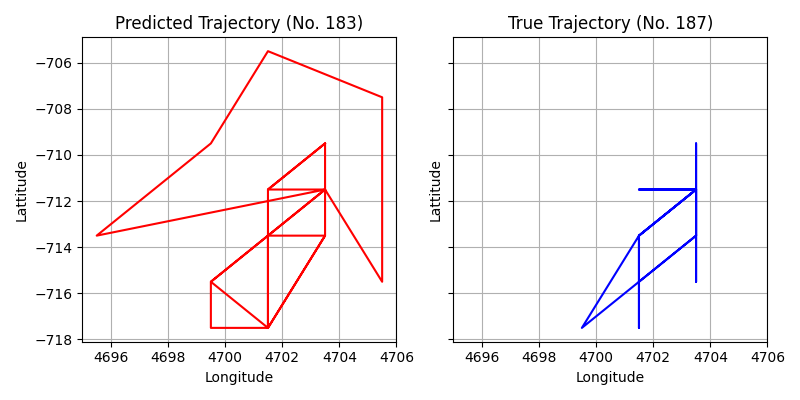 Predicted Trajectory (No. 183)
True Trajectory (No. 187)
Lattitude
−706
−708
−710
−712
−714
−716
−718
4696 4698 4700 4702 4704 4706
Longitude
Lattitude
4696 4698 4700 4702 4704 4706
Longitude